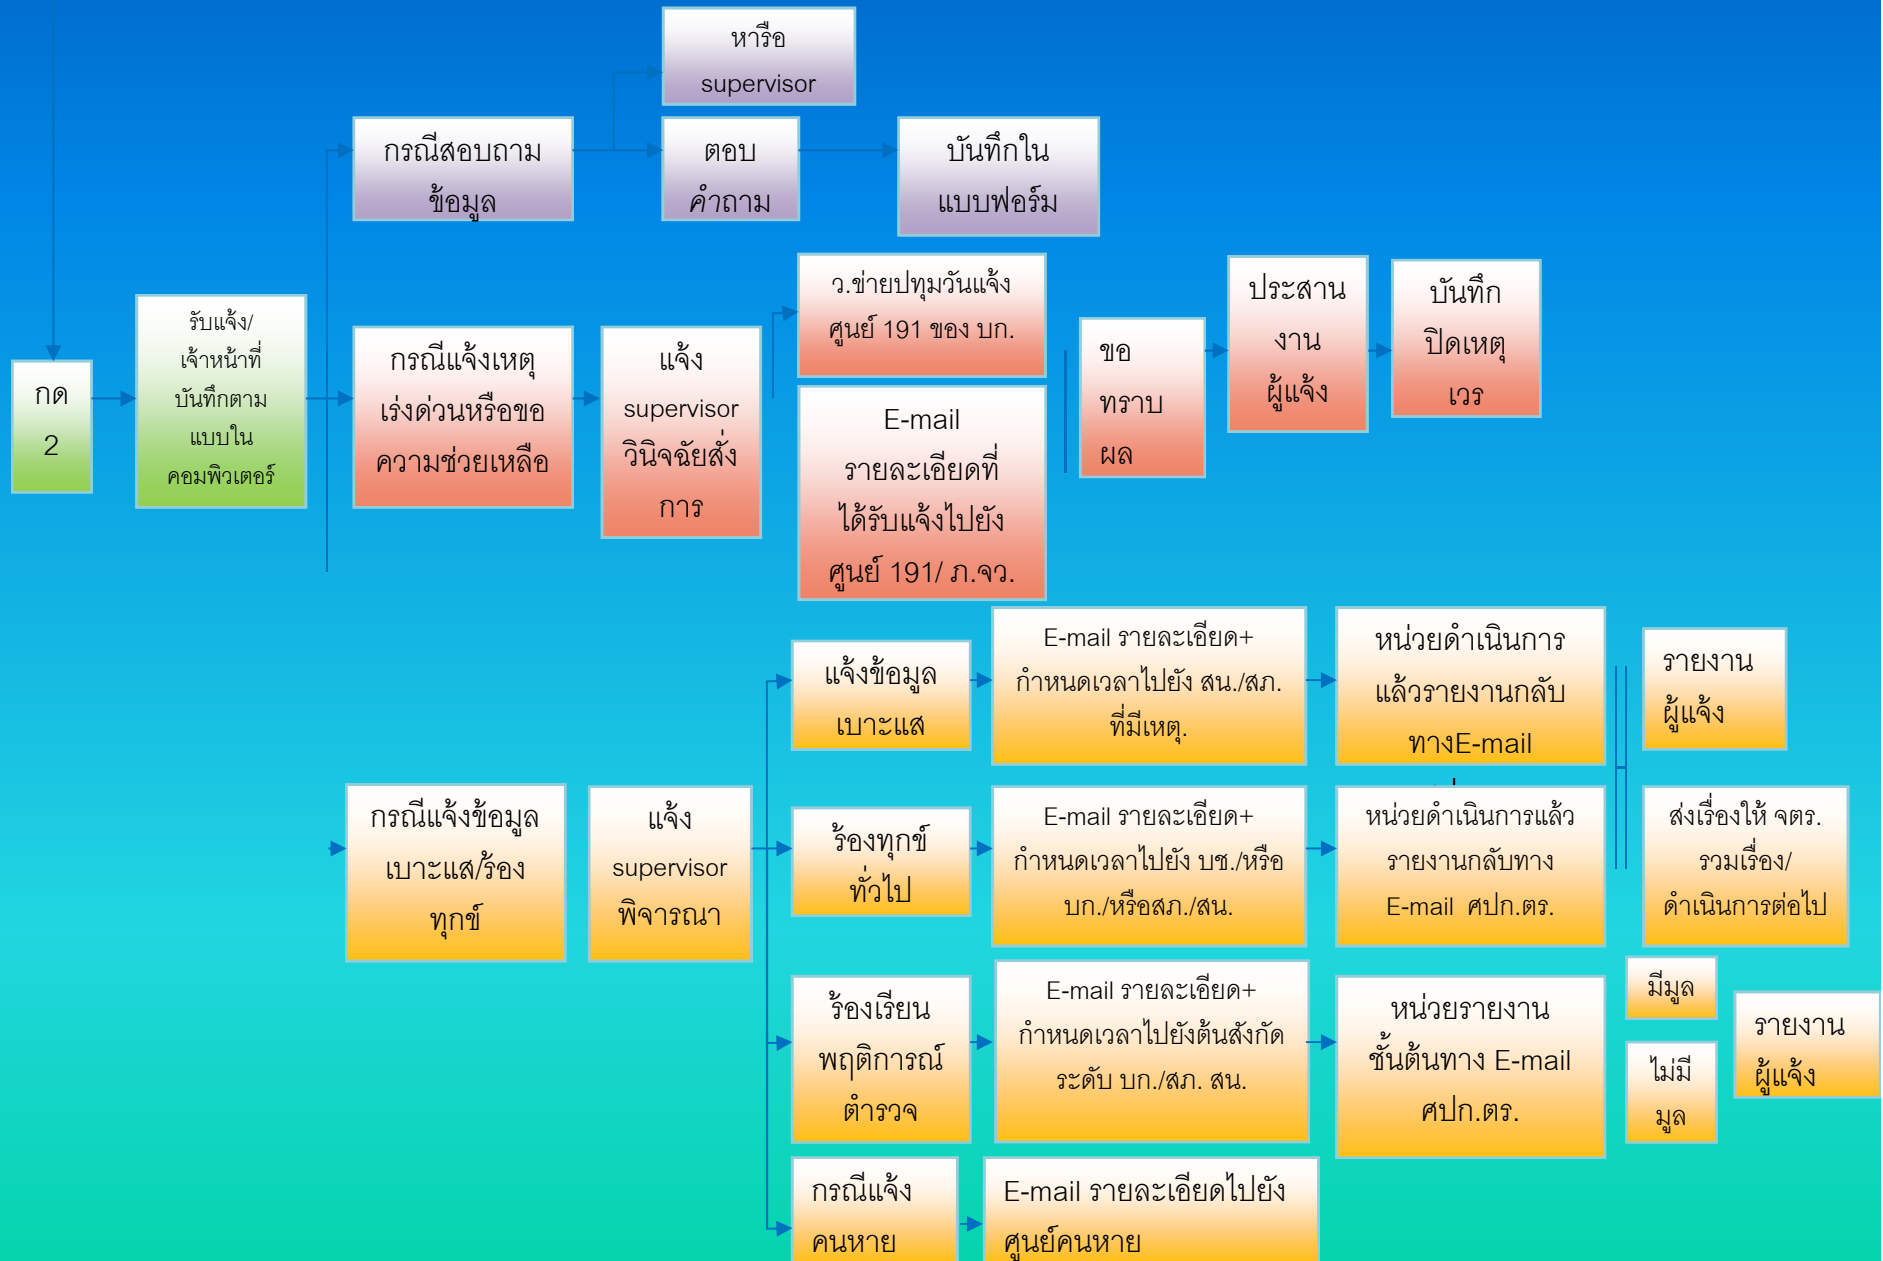 หารือ
supervisor
กรณีสอบถาม
ข้อมูล
ตอบ
คำถาม
บันทึกใน
แบบฟอร์ม
กด
2
รับแจ้ง/
เจ้าหน้าที่
บันทึกตาม
แบบใน
คอมพิวเตอร์
กรณีแจ้งเหตุ
เร่งด่วนหรือขอ
ความช่วยเหลือ
แจ้ง
supervisor
วินิจฉัยสั่ง
การ
ว.ข่ายปทุมวันแจ้ง
ศูนย์ 191 ของ บก.
E-mail
รายละเอียดที่
ได้รับแจ้งไปยัง
ศูนย์ 191/ ภ.จว.
ขอ
ทราบ
ผล
ประสาน
งาน
ผู้แจ้ง
บันทึก
ปิดเหตุ
เวร
กรณีแจ้งข้อมูล
เบาะแส/ร้อง
ทุกข์
แจ้ง
supervisor
พิจารณา
แจ้งข้อมูล
เบาะแส
E-mail รายละเอียด+
กำหนดเวลาไปยัง สน./สภ.
ที่มีเหตุ.
หน่วยดำเนินการ
แล้วรายงานกลับ
ทางE-mail
รายงาน
ผู้แจ้ง
ร้องทุกข์
ทั่วไป
E-mail รายละเอียด+
กำหนดเวลาไปยัง บช./หรือ
บก./หรือสภ./สน.
หน่วยดำเนินการแล้ว
รายงานกลับทาง
E-mail ศปก.ตร.
ส่งเรื่องให้ จตร.
รวมเรื่อง/
ดำเนินการต่อไป
ร้องเรียน
พฤติการณ์
ตำรวจ
E-mail รายละเอียด+
กำหนดเวลาไปยังต้นสังกัด
ระดับ บก./สภ. สน.
หน่วยรายงาน
ชั้นต้นทาง E-mail
ศปก.ตร.
มีมูล
ไม่มี
มูล
รายงาน
ผู้แจ้ง
กรณีแจ้ง
คนหาย
E-mail รายละเอียดไปยัง
ศูนย์คนหาย